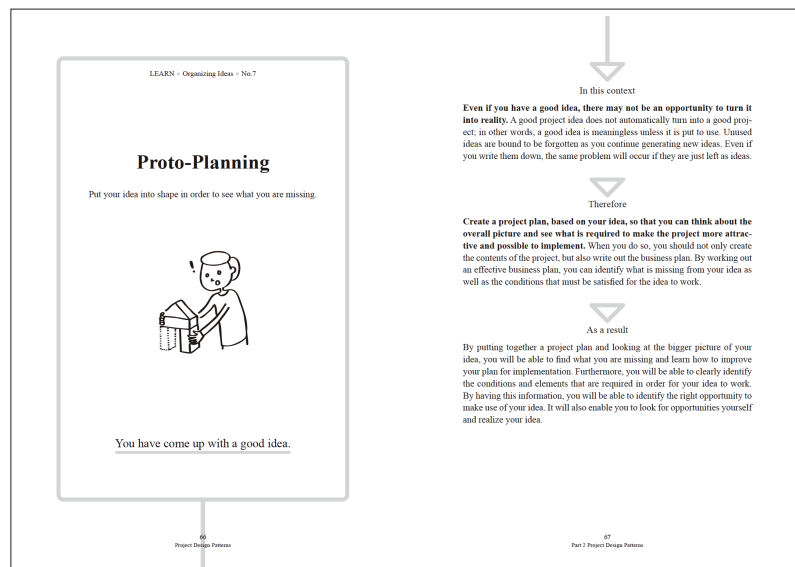 LEARN ● Organizing Ideas ● No.7
Proto-Planning
Put your idea into shape in order to see what you are missing.
!
You have come up with a good idea.
66
Project Design Patterns
In this context
Even if you have a good idea, there may not be an opportunity to turn it
into reality. A good project idea does not automatically turn into a good proj-
ect; in other words, a good idea is meaningless unless it is put to use. Unused
ideas are bound to be forgotten as you continue generating new ideas. Even if
you write them down, the same problem will occur if they are just left as ideas.
Therefore
Create a project plan, based on your idea, so that you can think about the
overall picture and see what is required to make the project more attrac-
tive and possible to implement. When you do so, you should not only create
the contents of the project, but also write out the business plan. By working out
an effective business plan, you can identify what is missing from your idea as
well as the conditions that must be satisfied for the idea to work.
As a result
By putting together a project plan and looking at the bigger picture of your
idea, you will be able to find what you are missing and learn how to improve
your plan for implementation. Furthermore, you will be able to clearly identify
the conditions and elements that are required in order for your idea to work.
By having this information, you will be able to identify the right opportunity to
make use of your idea. It will also enable you to look for opportunities yourself
and realize your idea.
67
Part 2 Project Design Patterns